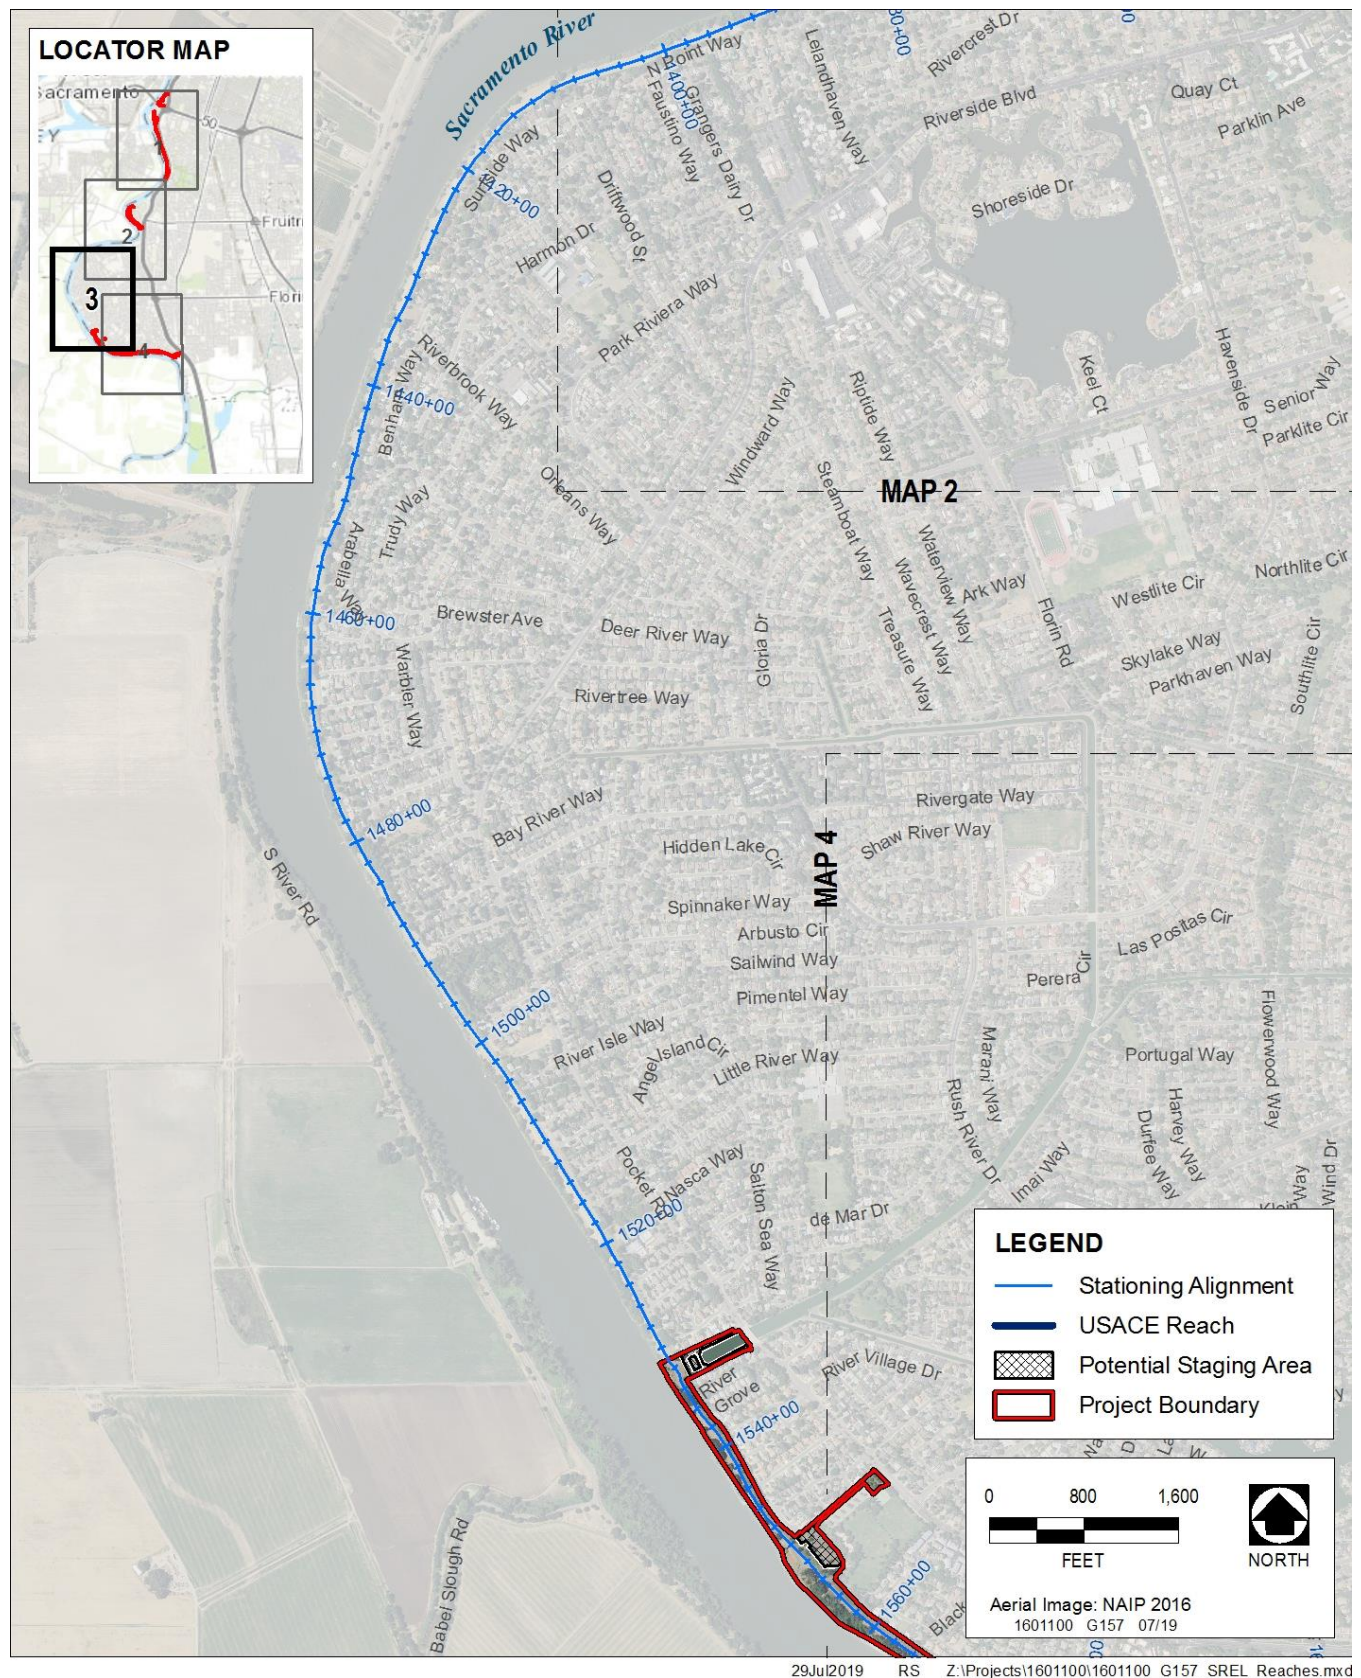 LOCATOR MAP
Sacramento
50
EY
1
Fruitri
2
3
Flori
4
Sacramento River
N Point Way
1400+00
Rivercrest Dr
Lelandhaven Way
Riverside Blvd
Quay Ct
Parklin Ave
Grangers Dairy Dr
Faustino Way
Surfside Way
1420+00
Driftwood St
Shoreside Dr
Harmon Dr
Park Riviera Way
Riverbrook Way
Benham Way
1440+00
Riptide Way
Keel Ct
Havenside Dr
Senior Way
Parklite Cir
Windward Way
Orleans Way
Steamboat Way
MAP 2
Trudy Way
Arabella Way
1460+00
Waterview Way
Wavecrest Way
Ark Way
Northlite Cir
Westlite Cir
Brewster Ave
Deer River Way
Gloria Dr
Treasure Way
Florin Rd
Skylake Way
Parkhaven Way
Southlite Cir
Warbler Way
Rivertree Way
Rivergate Way
Bay River Way
1480+00
Hidden Lake Cir
Shaw River Way
MAP 4
S River Rd
Spinnaker Way
Arbusto Cir
Las Positas Cir
Sailwind Way
Perera Cir
Pimentel Way
1500+00
River Isle Way
Angel Island Cir
Little River Way
Marani Way
Portugal Way
Flowerwood Way
Rush River Dr
Harvey Way
Durfee Way
Imai Way
Pocket Rd
Nasca Way
Salton Sea Way
de Mar Dr
Klein Way
Wind Dr
1520+00
River Village Dr
River Grove
1540+00
1560+00
Black
Babel Slough Rd
LEGEND
Stationing Alignment
USACE Reach
Potential Staging Area
Project Boundary
0 800 1,600
FEET
NORTH
Aerial Image: NAIP 2016
1601100 G157 07/19
29Jul2019 RS Z:\Projects\1601100\1601100_G157_SREL_Reaches.mxd